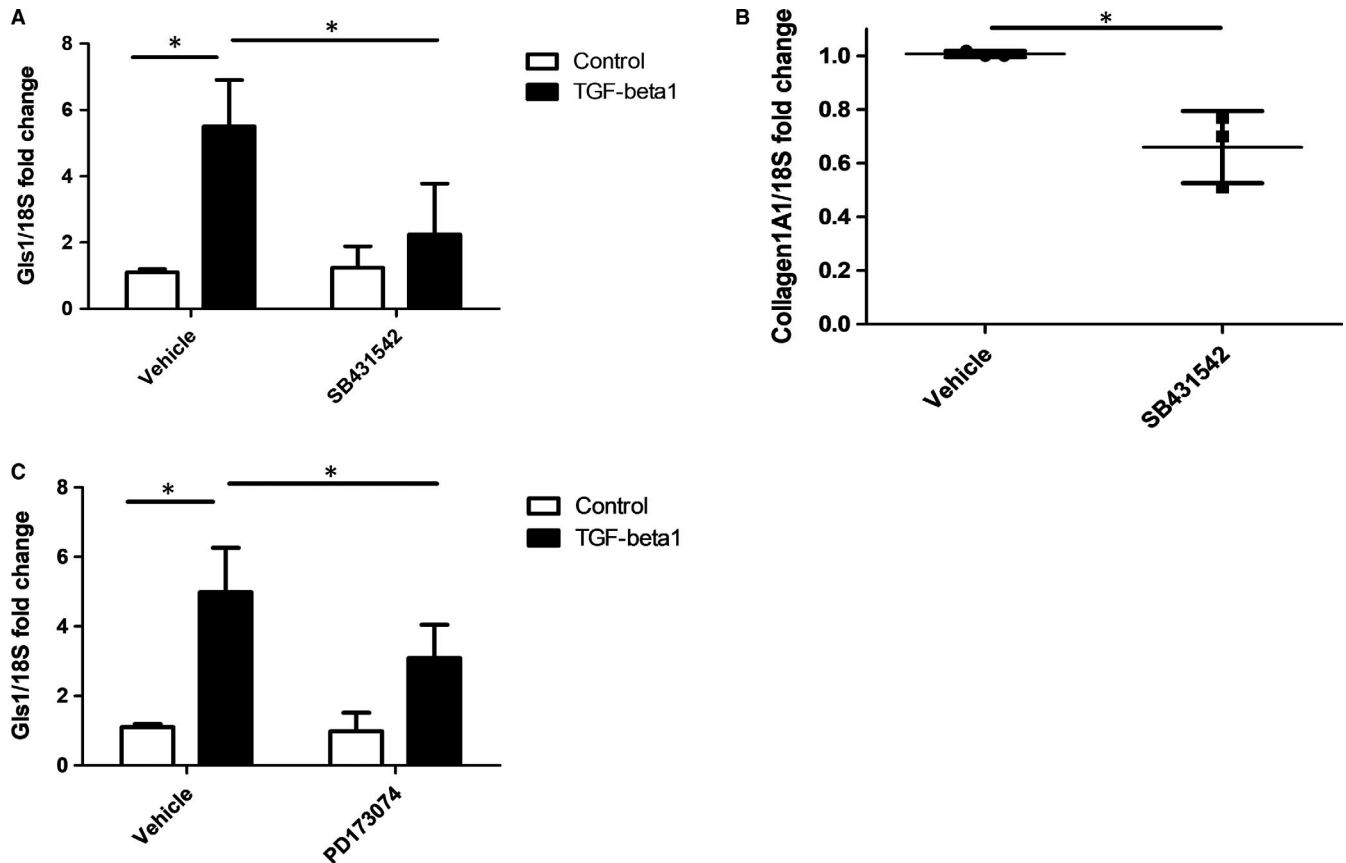 A
*
*
8
6
4
2
0
Gls1/18S fold change
Control
TGF-beta1
Vehicle
SB431542
B
*
1.0
0.8
0.6
0.4
0.2
0.0
Collagen1A1/18S fold change
Vehicle
SB431542
C
*
*
8
6
4
2
0
Gls1/18S fold change
Control
TGF-beta1
Vehicle
PD173074